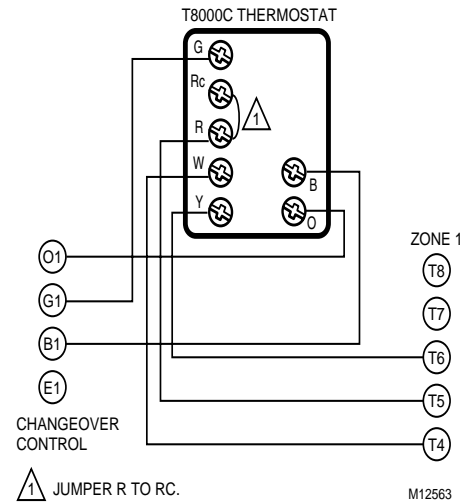 T8000C THERMOSTAT
G
Rc
1
R
W
B
Y
O
ZONE 1
O1
T8
G1
T7
B1
T6
E1
T5
CHANGEOVER
CONTROL
T4
1 JUMPER R TO RC.
M12563